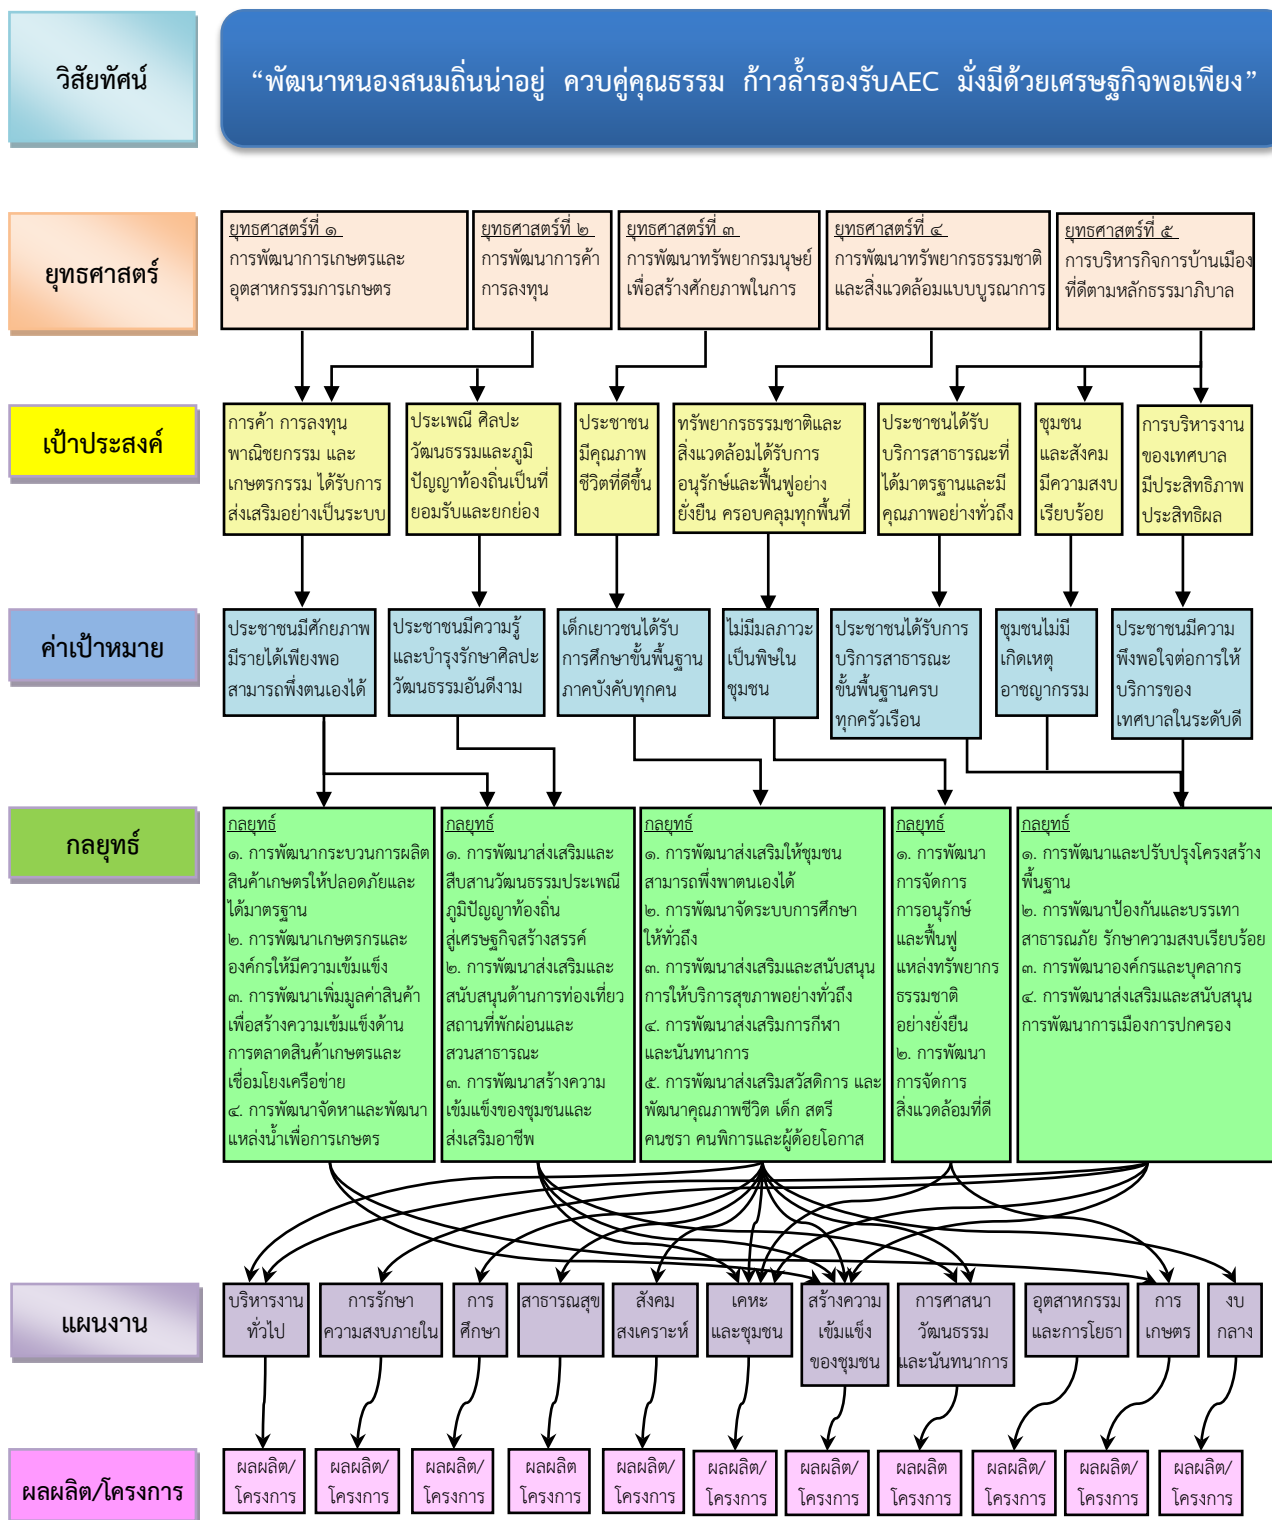 วิสัยทัศน์
“พัฒนาหนองสนมถิ่นน่าอยู่ ควบคู่คุณธรรม ก้าวล้ำรองรับAEC มั่งมีด้วยเศรษฐกิจพอเพียง”
ยุทธศาสตร์
ยุทธศาสตร์ที่ ๑
การพัฒนาการเกษตรและ
อุตสาหกรรมการเกษตร
ยุทธศาสตร์ที่ ๒
การพัฒนาการค้า
การลงทุน
ยุทธศาสตร์ที่ ๓
การพัฒนาทรัพยากรมนุษย์
เพื่อสร้างศักยภาพในการ
ยุทธศาสตร์ที่ ๔
การพัฒนาทรัพยากรธรรมชาติ
และสิ่งแวดล้อมแบบบูรณาการ
ยุทธศาสตร์ที่ ๕
การบริหารกิจการบ้านเมือง
ที่ดีตามหลักธรรมาภิบาล
เป้าประสงค์
การค้า การลงทุน
พาณิชยกรรม และ
เกษตรกรรม ได้รับการ
ส่งเสริมอย่างเป็นระบบ
ประเพณี ศิลปะ
วัฒนธรรมและภูมิ
ปัญญาท้องถิ่นเป็นที่
ยอมรับและยกย่อง
ประชาชน
มีคุณภาพ
ชีวิตที่ดีขึ้น
ทรัพยากรธรรมชาติและ
สิ่งแวดล้อมได้รับการ
อนุรักษ์และฟื้นฟูอย่าง
ยั่งยืน ครอบคลุมทุกพื้นที่
ประชาชนได้รับ
บริการสาธารณะที่
ได้มาตรฐานและมี
คุณภาพอย่างทั่วถึง
ชุมชน
และสังคม
มีความสงบ
เรียบร้อย
การบริหารงาน
ของเทศบาล
มีประสิทธิภาพ
ประสิทธิผล
ค่าเป้าหมาย
ประชาชนมีศักยภาพ
มีรายได้เพียงพอ
สามารถพึ่งตนเองได้
ประชาชนมีความรู้
และบำรุงรักษาศิลปะ
วัฒนธรรมอันดีงาม
เด็กเยาวชนได้รับ
การศึกษาขั้นพื้นฐาน
ภาคบังคับทุกคน
ไม่มีมลภาวะ
เป็นพิษใน
ชุมชน
ประชาชนได้รับการ
บริการสาธารณะ
ขั้นพื้นฐานครบ
ทุกครัวเรือน
ชุมชนไม่มี
เกิดเหตุ
อาชญากรรม
ประชาชนมีความ
พึงพอใจต่อการให้
บริการของ
เทศบาลในระดับดี
กลยุทธ์
กลยุทธ์
๑. การพัฒนากระบวนการผลิต
สินค้าเกษตรให้ปลอดภัยและ
ได้มาตรฐาน
๒. การพัฒนาเกษตรกรและ
องค์กรให้มีความเข้มแข็ง
๓. การพัฒนาเพิ่มมูลค่าสินค้า
เพื่อสร้างความเข้มแข็งด้าน
การตลาดสินค้าเกษตรและ
เชื่อมโยงเครือข่าย
๔. การพัฒนาจัดหาและพัฒนา
แหล่งน้ำเพื่อการเกษตร
กลยุทธ์
๑. การพัฒนาส่งเสริมและ
สืบสานวัฒนธรรมประเพณี
ภูมิปัญญาท้องถิ่น
สู่เศรษฐกิจสร้างสรรค์
๒. การพัฒนาส่งเสริมและ
สนับสนุนด้านการท่องเที่ยว
สถานที่พักผ่อนและ
สวนสาธารณะ
๓. การพัฒนาสร้างความ
เข้มแข็งของชุมชนและ
ส่งเสริมอาชีพ
กลยุทธ์
๑. การพัฒนาส่งเสริมให้ชุมชน
สามารถพึ่งพาตนเองได้
๒. การพัฒนาจัดระบบการศึกษา
ให้ทั่วถึง
๓. การพัฒนาส่งเสริมและสนับสนุน
การให้บริการสุขภาพอย่างทั่วถึง
๔. การพัฒนาส่งเสริมการกีฬา
และนันทนาการ
๕. การพัฒนาส่งเสริมสวัสดิการ และ
พัฒนาคุณภาพชีวิต เด็ก สตรี
คนชรา คนพิการและผู้ด้อยโอกาส
กลยุทธ์
๑. การพัฒนา
การจัดการ
การอนุรักษ์
และฟื้นฟู
แหล่งทรัพยากร
ธรรมชาติ
อย่างยั่งยืน
๒. การพัฒนา
การจัดการ
สิ่งแวดล้อมที่ดี
กลยุทธ์
๑. การพัฒนาและปรับปรุงโครงสร้าง
พื้นฐาน
๒. การพัฒนาป้องกันและบรรเทา
สาธารณภัย รักษาความสงบเรียบร้อย
๓. การพัฒนาองค์กรและบุคลากร
๔. การพัฒนาส่งเสริมและสนับสนุน
การพัฒนาการเมืองการปกครอง
แผนงาน
บริหารงาน
ทั่วไป
การรักษา
ความสงบภายใน
การ
ศึกษา
สาธารณสุข
สังคม
สงเคราะห์
เคหะ
และชุมชน
สร้างความ
เข้มแข็ง
ของชุมชน
การศาสนา
วัฒนธรรม
และนันทนาการ
อุตสาหกรรม
และการโยธา
การ
เกษตร
งบ
กลาง
ผลผลิต/โครงการ
ผลผลิต/
โครงการ
ผลผลิต/
โครงการ
ผลผลิต/
โครงการ
ผลผลิต
โครงการ
ผลผลิต/
โครงการ
ผลผลิต/
โครงการ
ผลผลิต/
โครงการ
ผลผลิต
โครงการ
ผลผลิต/
โครงการ
ผลผลิต/
โครงการ
ผลผลิต/
โครงการ